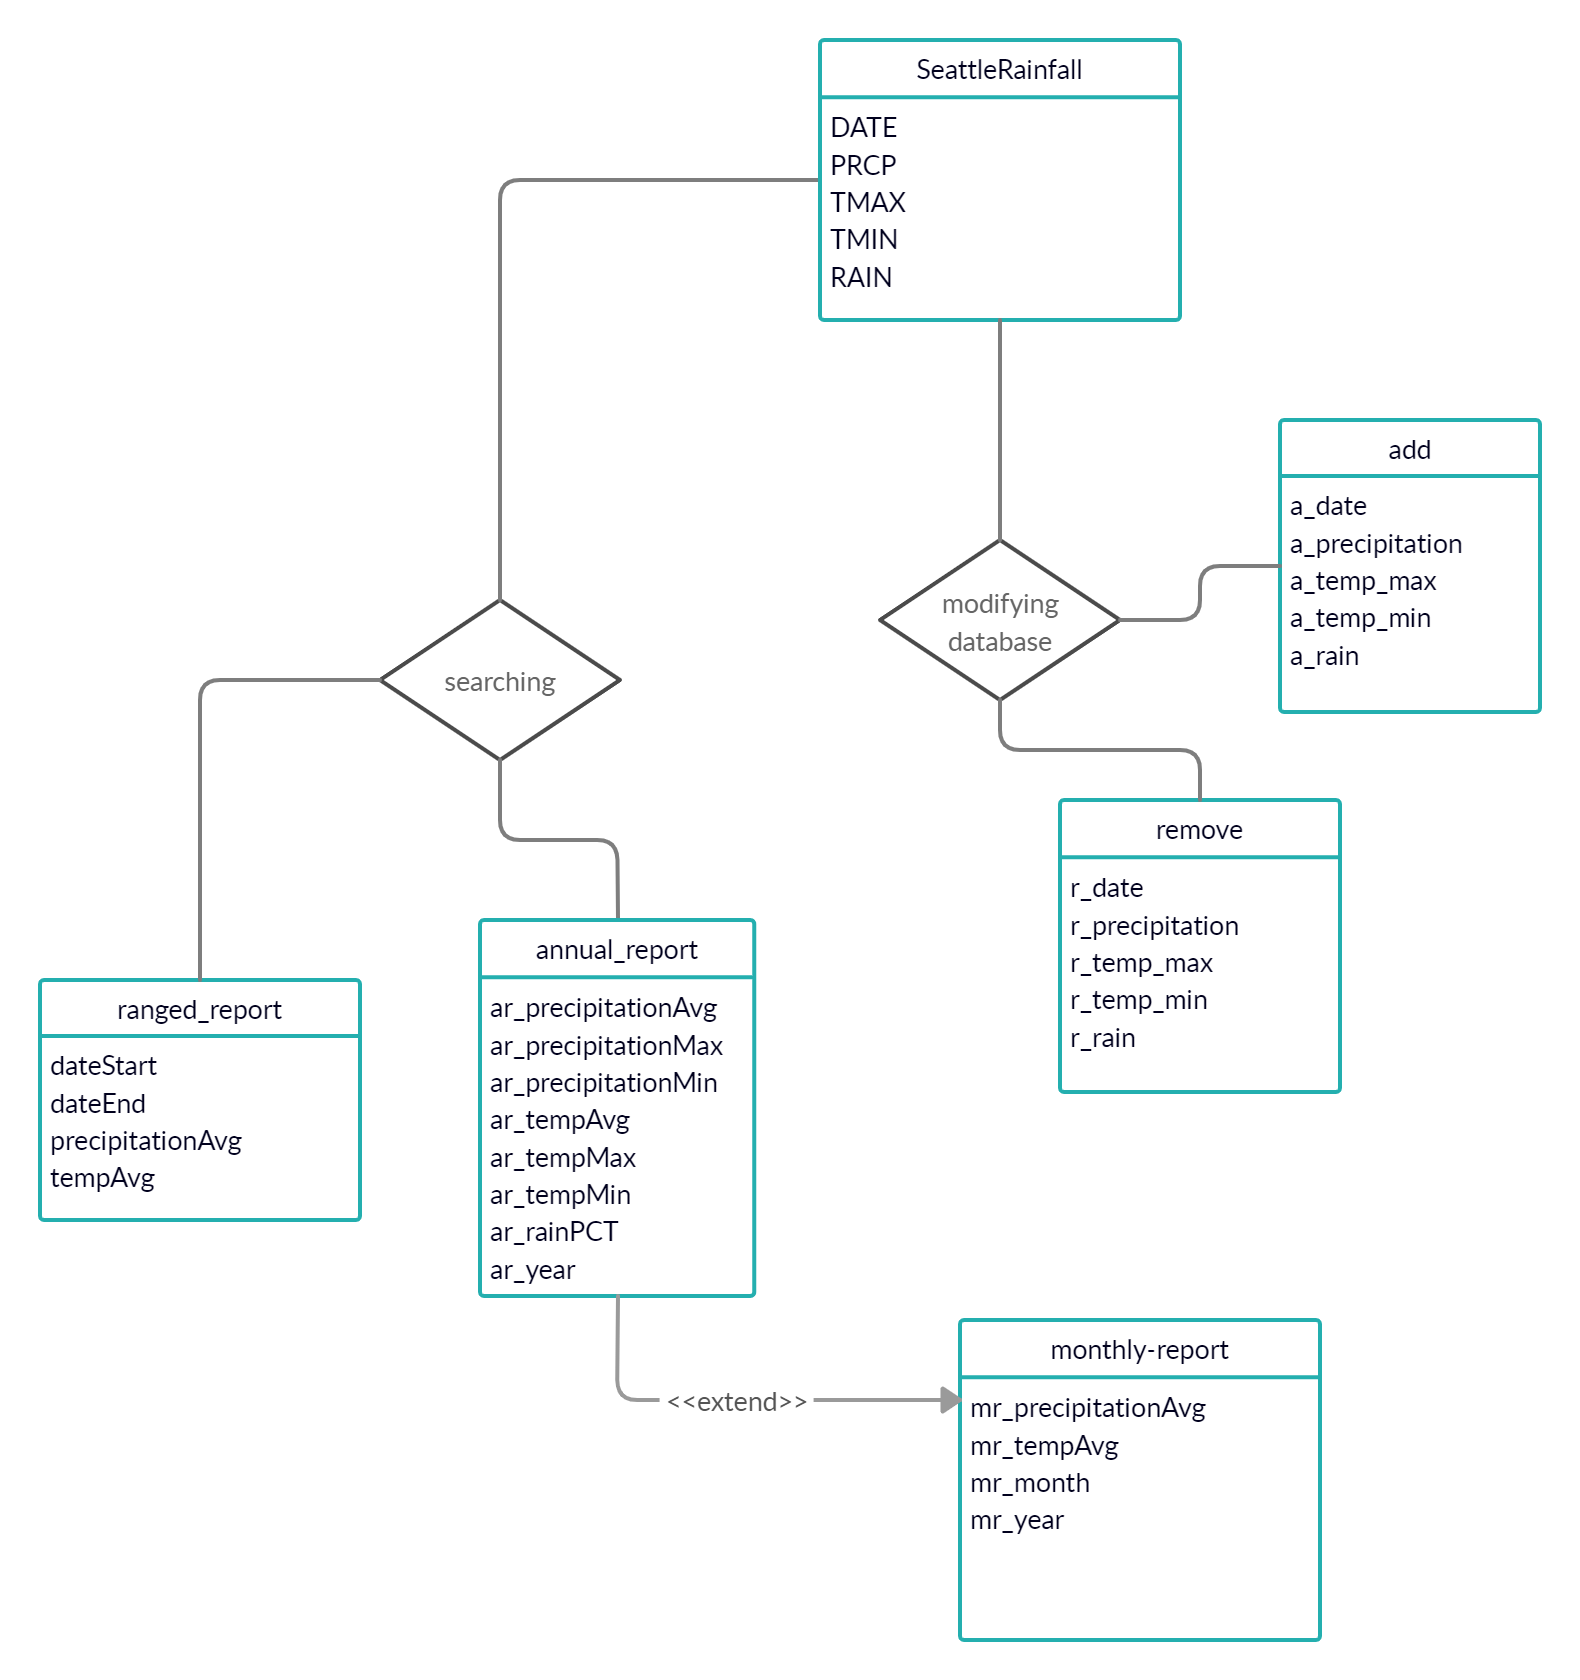 SeattleRainfall
DATE
PRCP
TMAX
TMIN
RAIN
add
a_date
a_precipitation
a_temp_max
a_temp_min
a_rain
modifying
database
searching
remove
r_date
r_precipitation
r_temp_max
r_temp_min
r_rain
annual_report
ar_precipitationAvg
ar_precipitationMax
ar_precipitationMin
ar_tempAvg
ar_tempMax
ar_tempMin
ar_rainPCT
ar_year
ranged_report
dateStart
dateEnd
precipitationAvg
tempAvg
<<extend>>
monthly-report
mr_precipitationAvg
mr_tempAvg
mr_month
mr_year